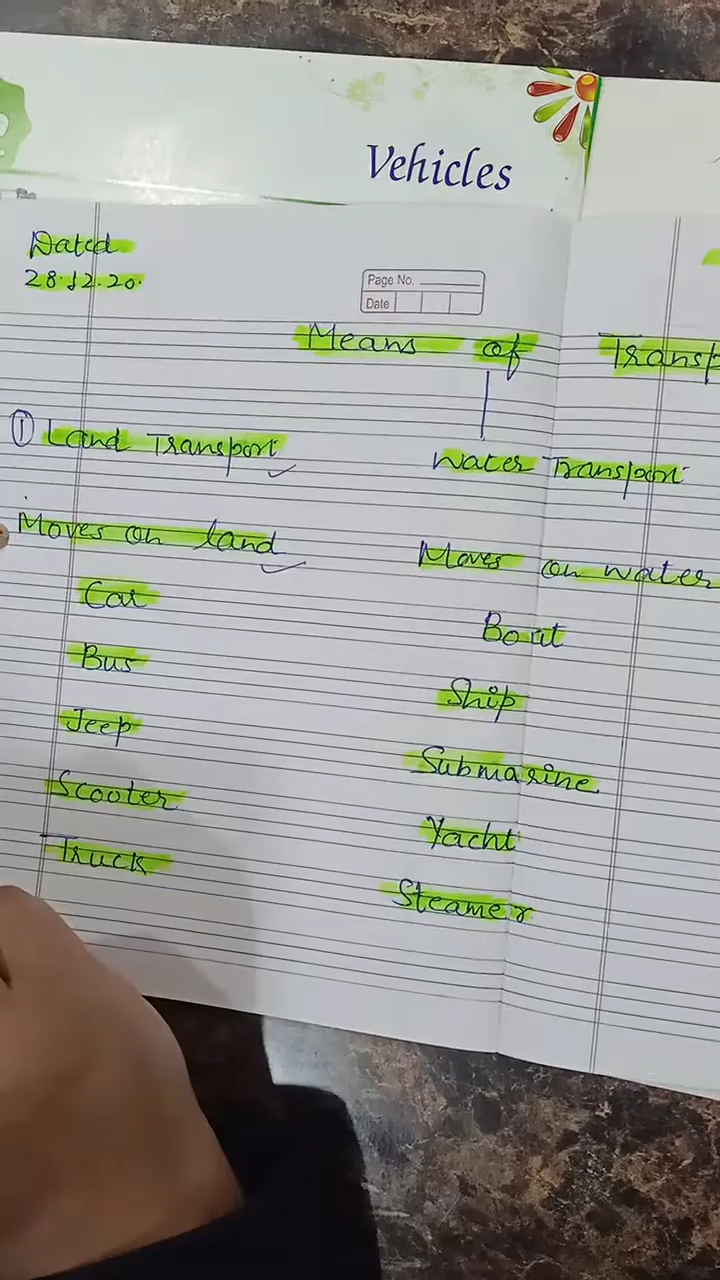 Vehicles
Dated
28.12.20.
Page No.
Date
Means of Transp
① Land Transport
Water Transport
Moves on land
Moves on water
Car
Boat
Bus
Ship
Jeep
Submarine
Scooter
Yacht
Truck
Steamer